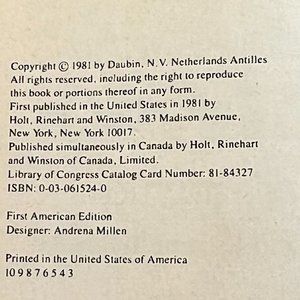 Copyright © 1981 by Daubin, N.V. Netherlands Antilles
All rights reserved, including the right to reproduce
this book or portions thereof in any form.
First published in the United States in 1981 by
Holt, Rinehart and Winston, 383 Madison Avenue,
New York, New York 10017.
Published simultaneously in Canada by Holt, Rinehart
and Winston of Canada, Limited.
Library of Congress Catalog Card Number: 81-84327
ISBN: 0-03-061524-0
First American Edition
Designer: Andrena Millen
Printed in the United States of America
10 9 8 7 6 5 4 3